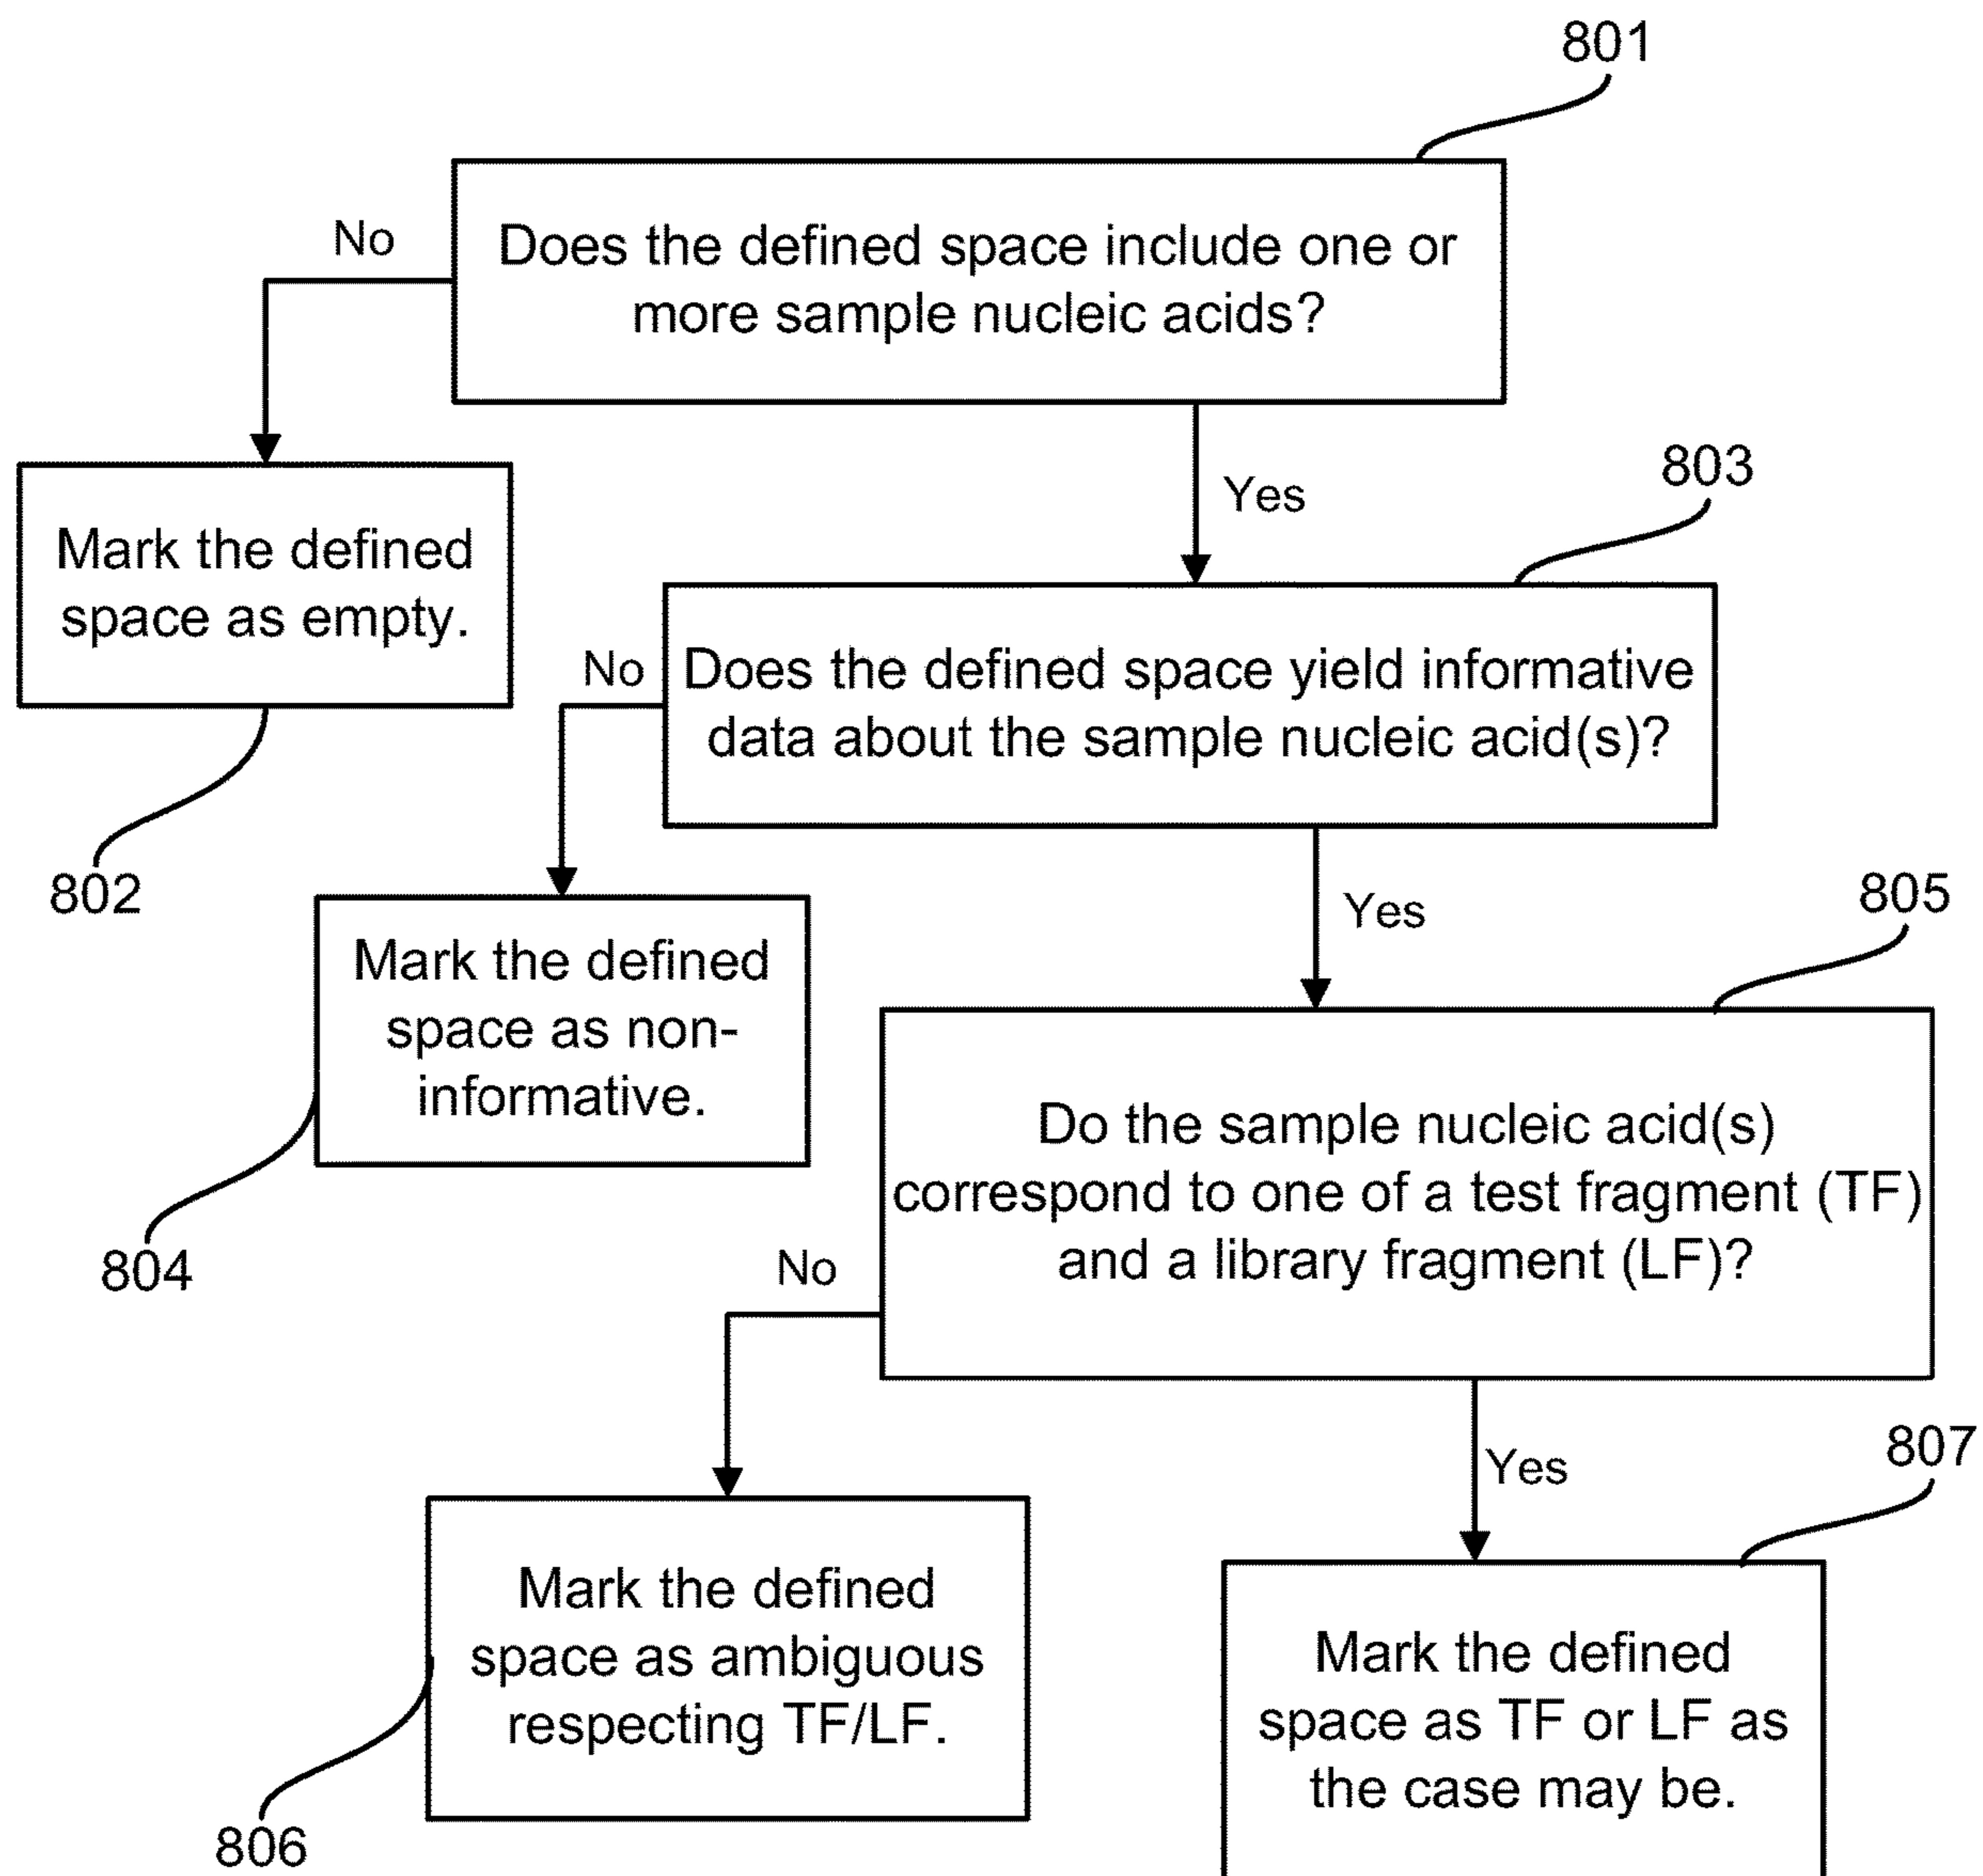 801
No
Does the defined space include one or
more sample nucleic acids?
803
Yes
Mark the defined
space as empty.
No
Does the defined space yield informative
data about the sample nucleic acid(s)?
802
805
Yes
Mark the defined
space as non-
informative.
804
Do the sample nucleic acid(s)
correspond to one of a test fragment (TF)
and a library fragment (LF)?
No
807
Yes
Mark the defined
space as ambiguous
respecting TF/LF.
806
Mark the defined
space as TF or LF as
the case may be.